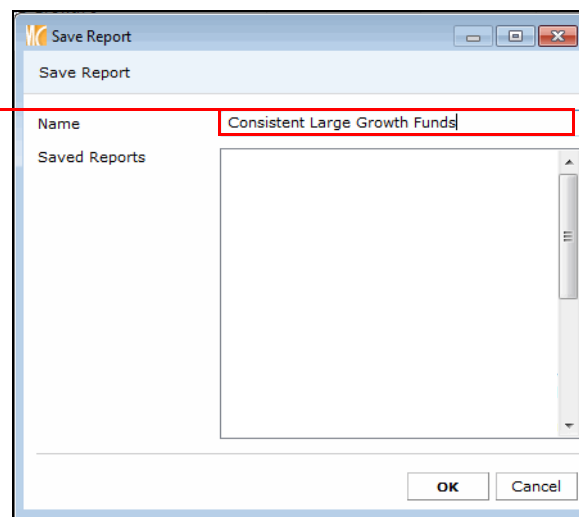 Save Report
Save Report
Name
Consistent Large Growth Funds
Saved Reports
OK
Cancel